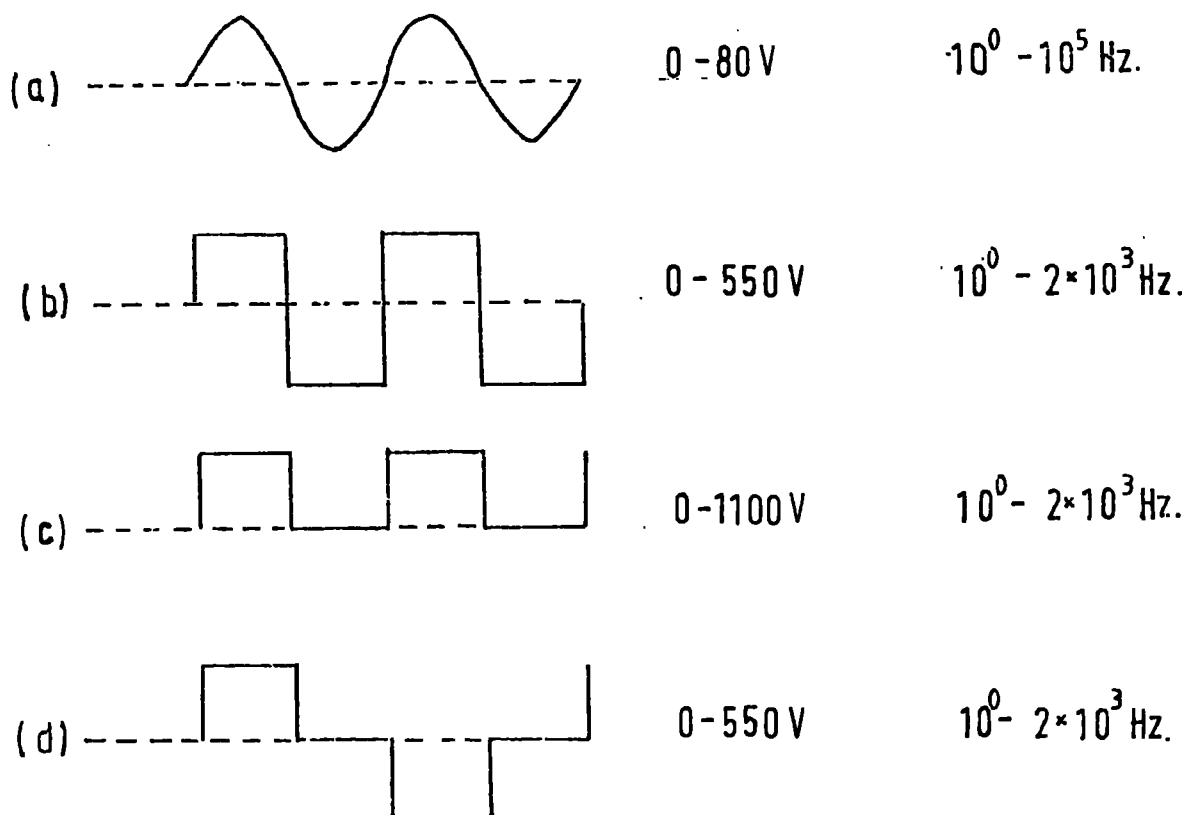 (a) 0-80 V 10⁰ - 10⁵ Hz.
(b) 0 - 550 V 10⁰ - 2×10³ Hz.
(c) 0-1100 V 10⁰- 2×10³ Hz.
(d) 0-550 V 10⁰- 2×10³ Hz.